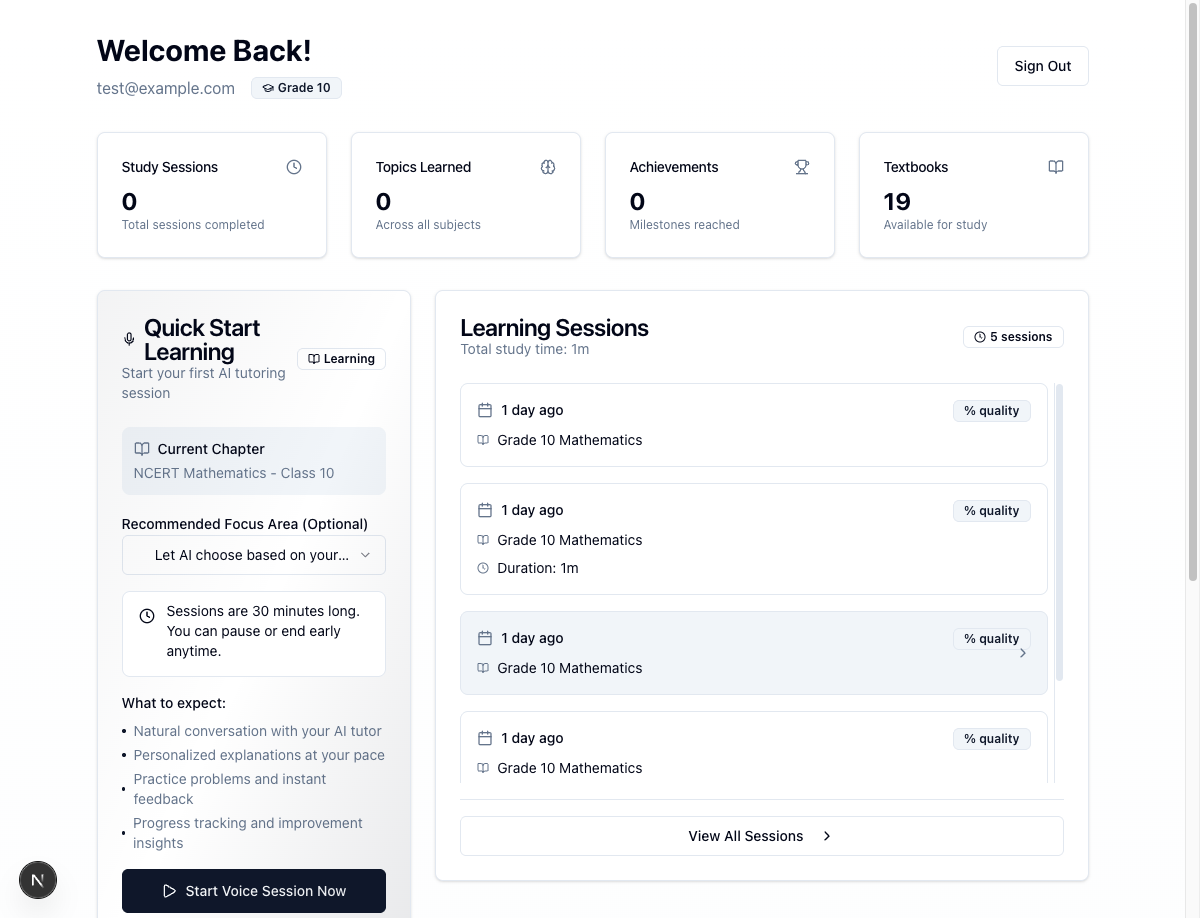 Welcome Back!
test@example.com
Grade 10
Sign Out
Study Sessions
0
Total sessions completed
Topics Learned
0
Across all subjects
Achievements
0
Milestones reached
Textbooks
19
Available for study
Quick Start
Learning
Learning
Start your first AI tutoring
session
Current Chapter
NCERT Mathematics - Class 10
Recommended Focus Area (Optional)
Let AI choose based on your...
Sessions are 30 minutes long.
You can pause or end early
anytime.
What to expect:
• Natural conversation with your AI tutor
• Personalized explanations at your pace
• Practice problems and instant
feedback
• Progress tracking and improvement
insights
Start Voice Session Now
Learning Sessions
Total study time: 1m
5 sessions
1 day ago
% quality
Grade 10 Mathematics
1 day ago
% quality
Grade 10 Mathematics
Duration: 1m
1 day ago
% quality
Grade 10 Mathematics
1 day ago
% quality
Grade 10 Mathematics
View All Sessions
N